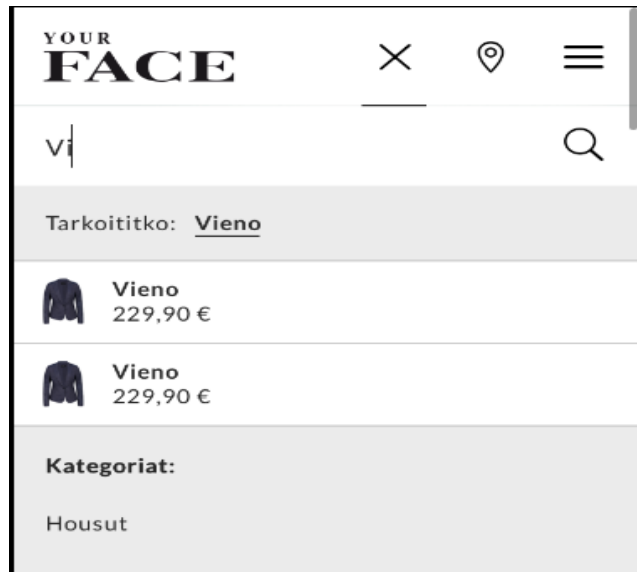 YOUR
FACE
Vi
Tarkoititko: Vieno
Vieno
229,90 €
Vieno
229,90 €
Kategoriat:
Housut